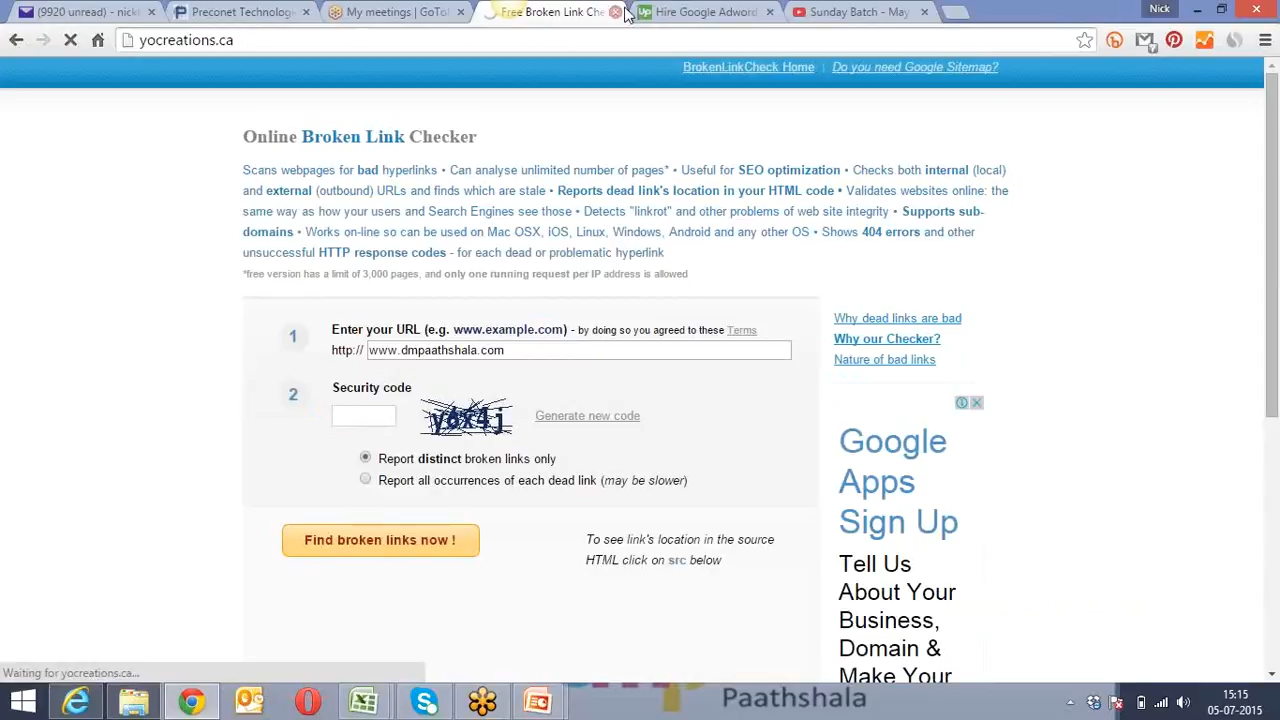 (9920 unread) - nickl
Preconet Technolog
My meetings | GoTo
Free Broken Link Che
Up Hire Google Adword
Sunday Batch - May
Nick
yocreations.ca
BrokenLinkCheck Home | Do you need Google Sitemap?
Online Broken Link Checker
Scans webpages for bad hyperlinks • Can analyse unlimited number of pages* • Useful for SEO optimization • Checks both internal (local)
and external (outbound) URLs and finds which are stale • Reports dead link's location in your HTML code • Validates websites online: the
same way as how your users and Search Engines see those • Detects "linkrot" and other problems of web site integrity • Supports sub-
domains • Works on-line so can be used on Mac OSX, iOS, Linux, Windows, Android and any other OS • Shows 404 errors and other
unsuccessful HTTP response codes - for each dead or problematic hyperlink
*free version has a limit of 3,000 pages, and only one running request per IP address is allowed
1 Enter your URL (e.g. www.example.com) - by doing so you agreed to these Terms
http:// www.dmpaathshala.com
2 Security code
Generate new code
Report distinct broken links only
Report all occurrences of each dead link (may be slower)
Find broken links now !
To see link's location in the source
HTML click on src below
Why dead links are bad
Why our Checker?
Nature of bad links
Google
Apps
Sign Up
Tell Us
About Your
Business,
Domain &
Make Your
Waiting for yocreations.ca...
Paathshala
15:15
05-07-2015